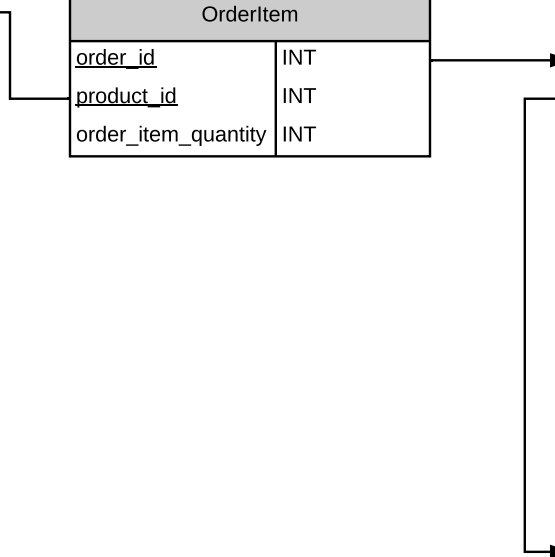 OrderItem
order_id INT
product_id INT
order_item_quantity INT